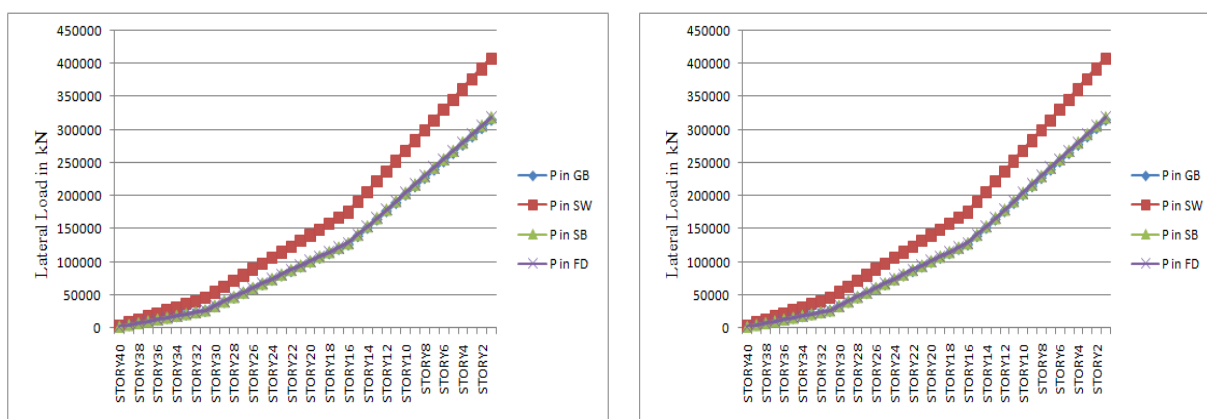 450000
400000
350000
300000
250000
200000
150000
100000
50000
0
Lateral Load in kN
STORY40
STORY38
STORY36
STORY34
STORY32
STORY30
STORY28
STORY26
STORY24
STORY22
STORY20
STORY18
STORY16
STORY14
STORY12
STORY10
STORY8
STORY6
STORY4
STORY2
P in GB
P in SW
P in SB
P in FD
450000
400000
350000
300000
250000
200000
150000
100000
50000
0
Lateral Load in kN
STORY40
STORY38
STORY36
STORY34
STORY32
STORY30
STORY28
STORY26
STORY24
STORY22
STORY20
STORY18
STORY16
STORY14
STORY12
STORY10
STORY8
STORY6
STORY4
STORY2
P in GB
P in SW
P in SB
P in FD